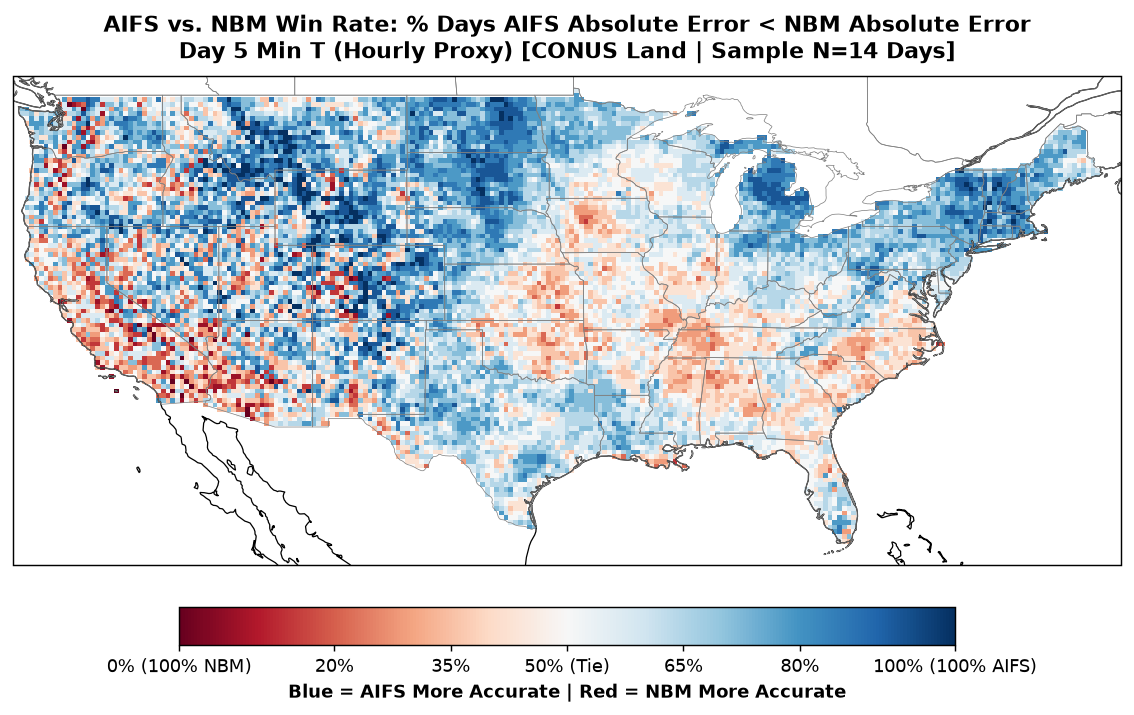 AIFS vs. NBM Win Rate: % Days AIFS Absolute Error < NBM Absolute Error
Day 5 Min T (Hourly Proxy) [CONUS Land | Sample N=14 Days]
0% (100% NBM) 20% 35% 50% (Tie) 65% 80% 100% (100% AIFS)
Blue = AIFS More Accurate | Red = NBM More Accurate